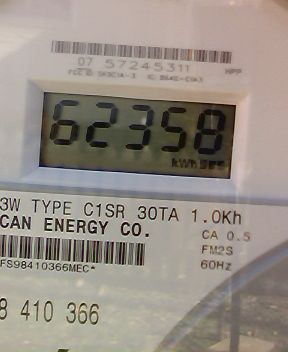 07 57245311
HPP
62358
kWh
3W TYPE C1SR 30TA 1.0Kh
CAN ENERGY CO.
CA 0.5
FM2S
60Hz
FS98410366MEC*
8 410 366